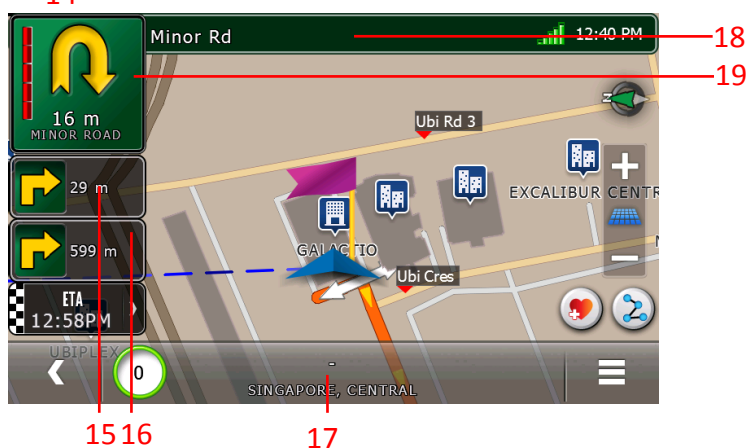 Minor Rd
12:40 PM
18
19
16 m
MINOR ROAD
N
Ubi Rd 3
29 m
EXCALIBUR CENTR
599 m
GALACTIO
Ubi Cres
ETA
12:58PM
UBIPLEX
0
-
SINGAPORE, CENTRAL
15 16
17